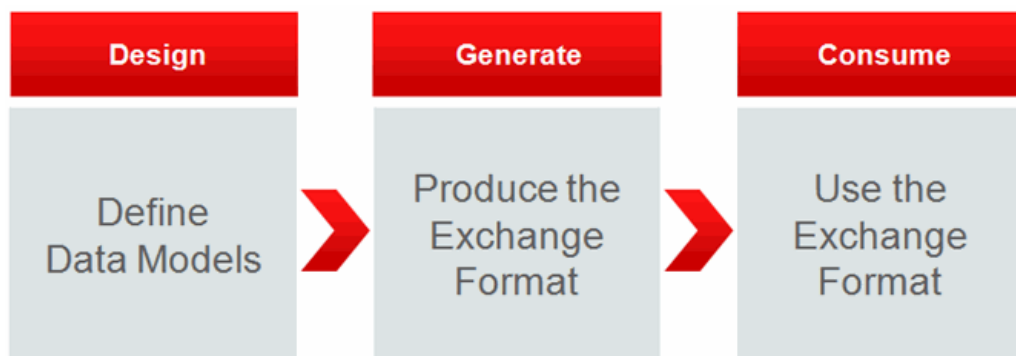 Design
Define
Data Models
Generate
Produce the
Exchange
Format
Consume
Use the
Exchange
Format